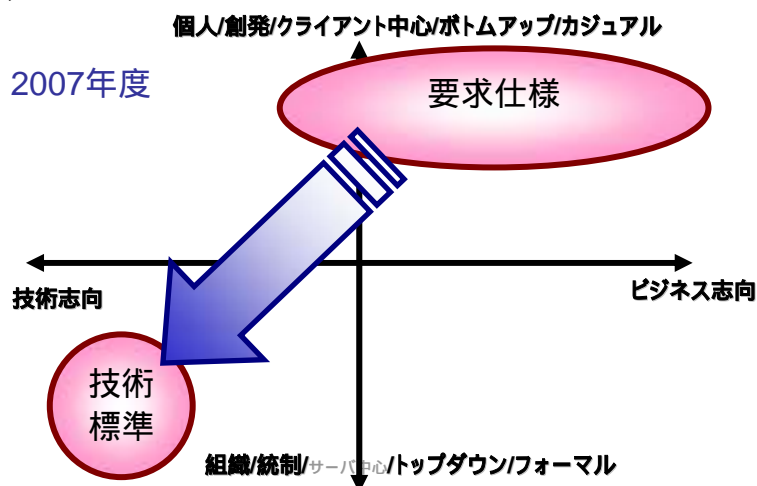 個人/創発/クライアント中心/ボトムアップ/カジュアル
2007年度
要求仕様
技術志向
ビジネス志向
技術
標準
組織/統制/サーバ中心/トップダウン/フォーマル